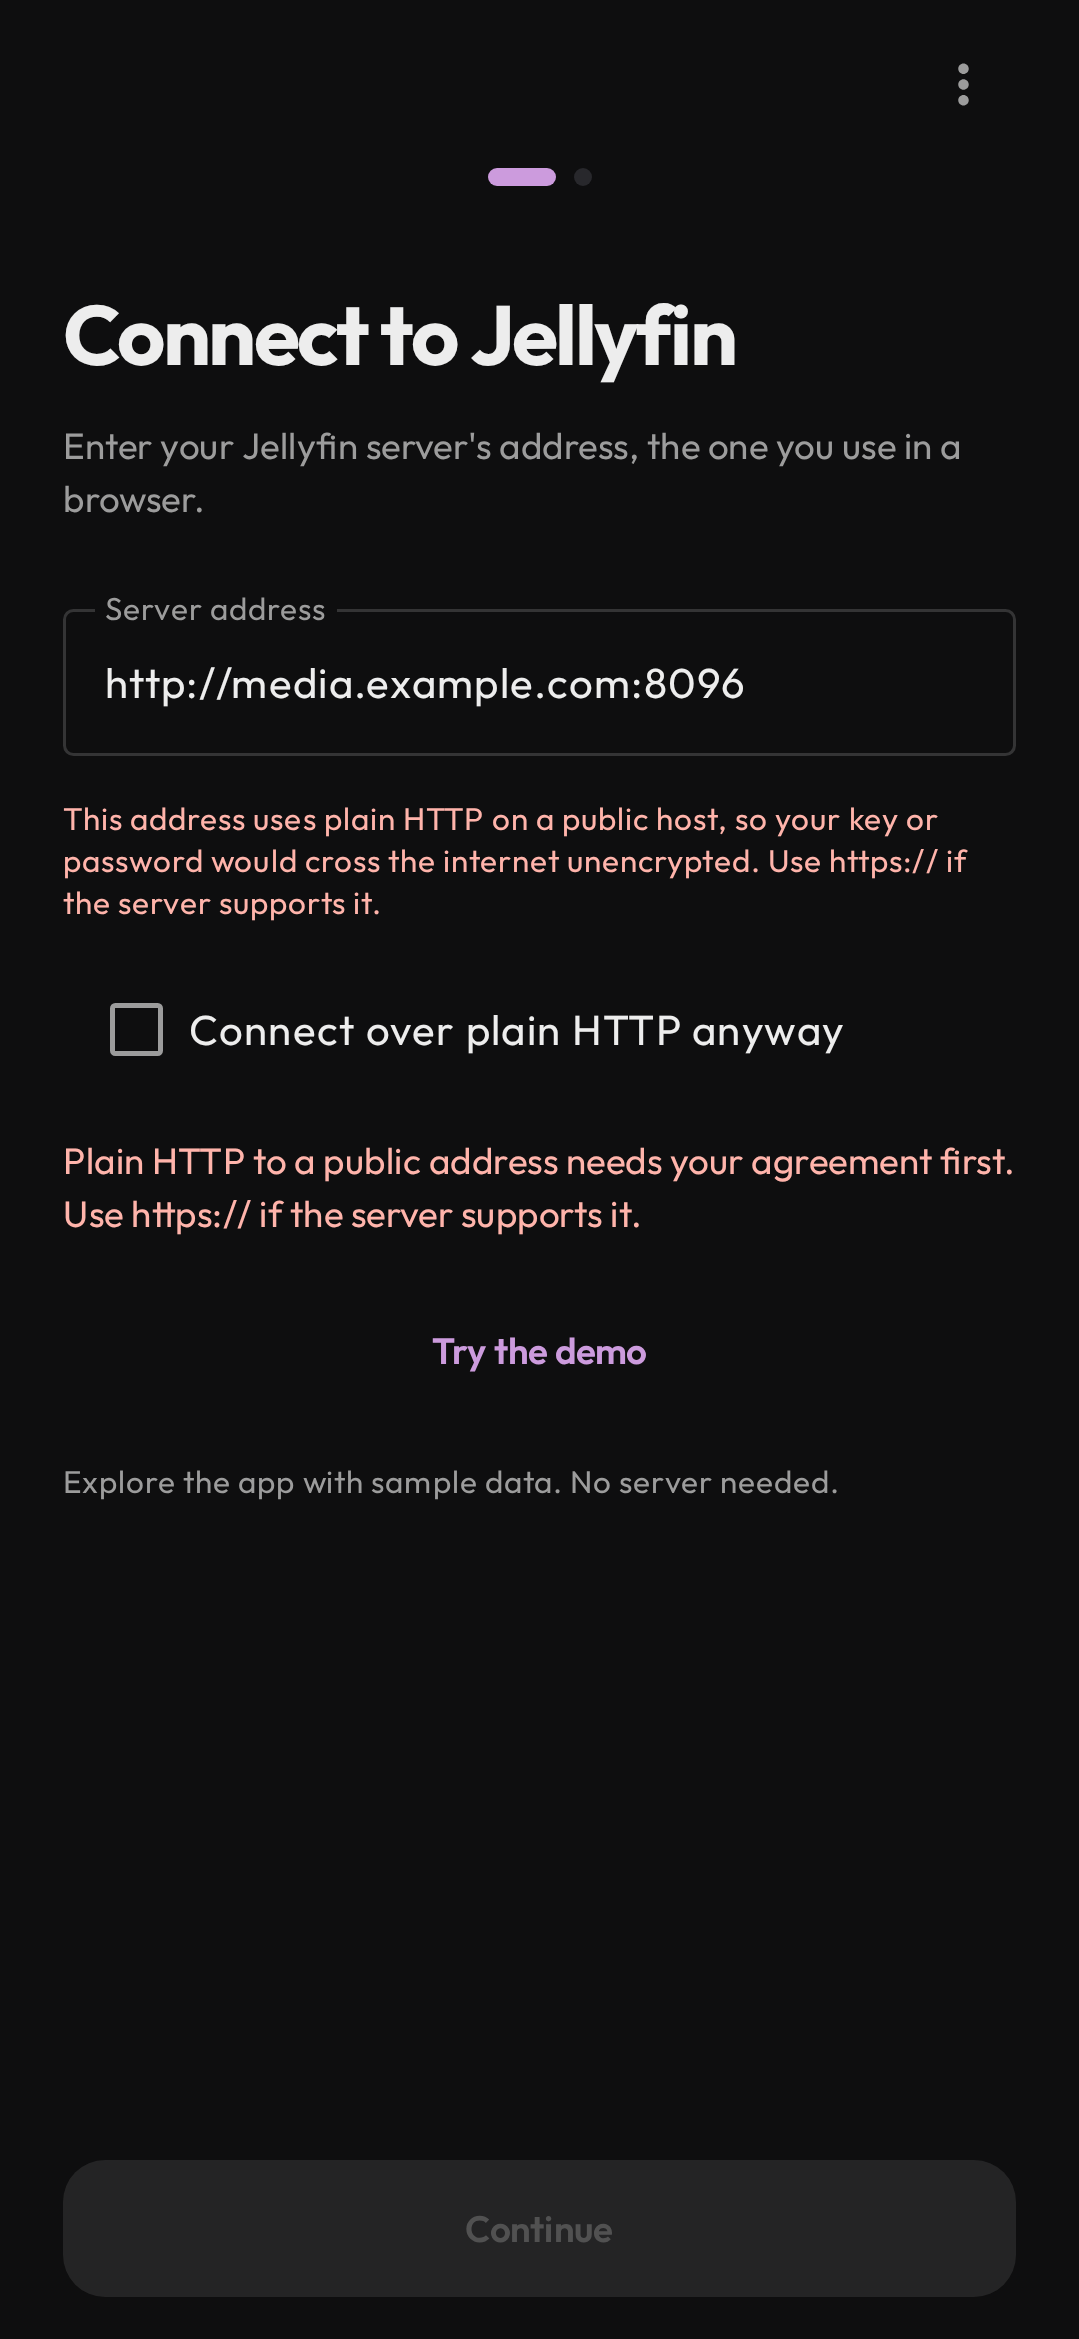 Connect to Jellyfin
Enter your Jellyfin server's address, the one you use in a
browser.
Server address
http://media.example.com:8096
This address uses plain HTTP on a public host, so your key or
password would cross the internet unencrypted. Use https:// if
the server supports it.
Connect over plain HTTP anyway
Plain HTTP to a public address needs your agreement first.
Use https:// if the server supports it.
Try the demo
Explore the app with sample data. No server needed.
Continue